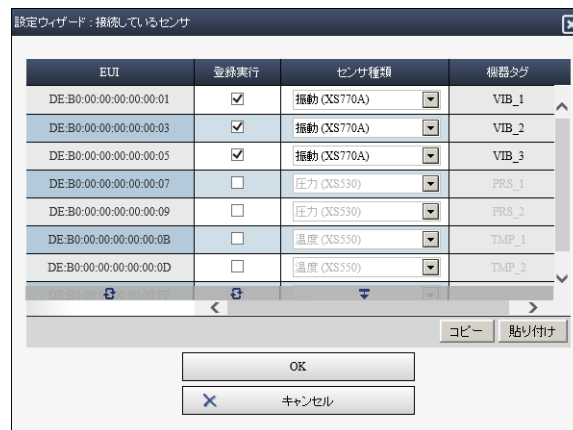 設定ウィザード : 接続しているセンサ
EUI 登録実行 センサ種類 機器タグ
DE:B0:00:00:00:00:00:01 振動 (XS770A) VIB_1
DE:B0:00:00:00:00:00:03 振動 (XS770A) VIB_2
DE:B0:00:00:00:00:00:05 振動 (XS770A) VIB_3
DE:B0:00:00:00:00:00:07 圧力 (XS530) PRS_1
DE:B0:00:00:00:00:00:09 圧力 (XS530) PRS_2
DE:B0:00:00:00:00:00:0B 温度 (XS550) TMP_1
DE:B0:00:00:00:00:00:0D 温度 (XS550) TMP_2
コピー 貼り付け
OK
キャンセル